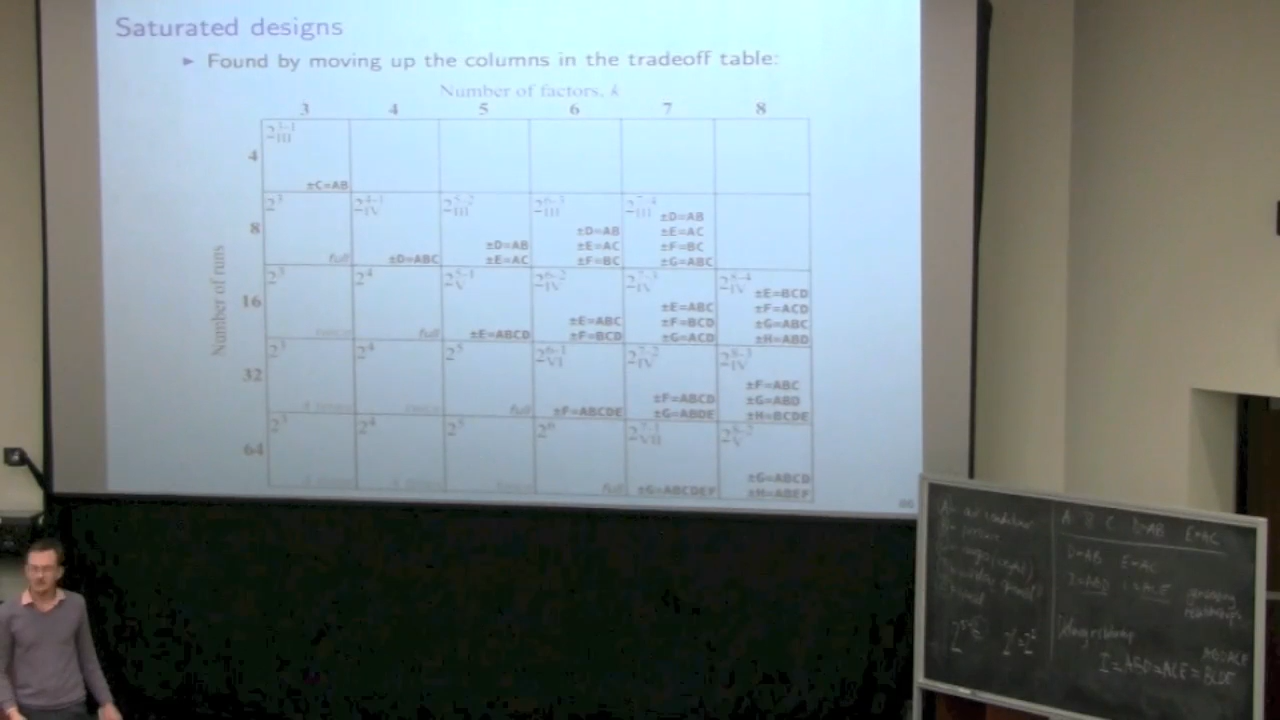 Saturated designs
► Found by moving up the columns in the tradeoff table:
Number of factors, k
3 4 5 6 7 8
Number of runs
4
2^{3-1}_{III}
±C=AB
8
2^3
full
2^{4-1}_{IV}
±D=ABC
2^{5-2}_{III}
±D=AB
±E=AC
2^{6-3}_{III}
±D=AB
±E=AC
±F=BC
2^{7-4}_{III}
±D=AB
±E=AC
±F=BC
±G=ABC
16
2^3
2^4
full
2^{5-1}_{V}
±E=ABCD
2^{6-2}_{IV}
±E=ABC
±F=BCD
2^{7-3}_{IV}
±E=ABC
±F=BCD
±G=ACD
2^{8-4}_{IV}
±E=BCD
±F=ACD
±G=ABC
±H=ABD
32
2^3
2^4
2^5
full
2^{6-1}_{VI}
±F=ABCDE
2^{7-2}_{IV}
±F=ABCD
±G=ABDE
2^{8-3}_{IV}
±F=ABC
±G=ABD
±H=BCDE
64
2^3
2^4
2^5
2^6
full
2^{7-1}_{VII}
±G=ABCDEF
2^{8-2}_{V}
±G=ABCD
±H=ABEF
A B C D=AB E=AC
D=AB E=AC
I=ABD I=ACE
generating
relationships
I=ABD=ACE=BCDE